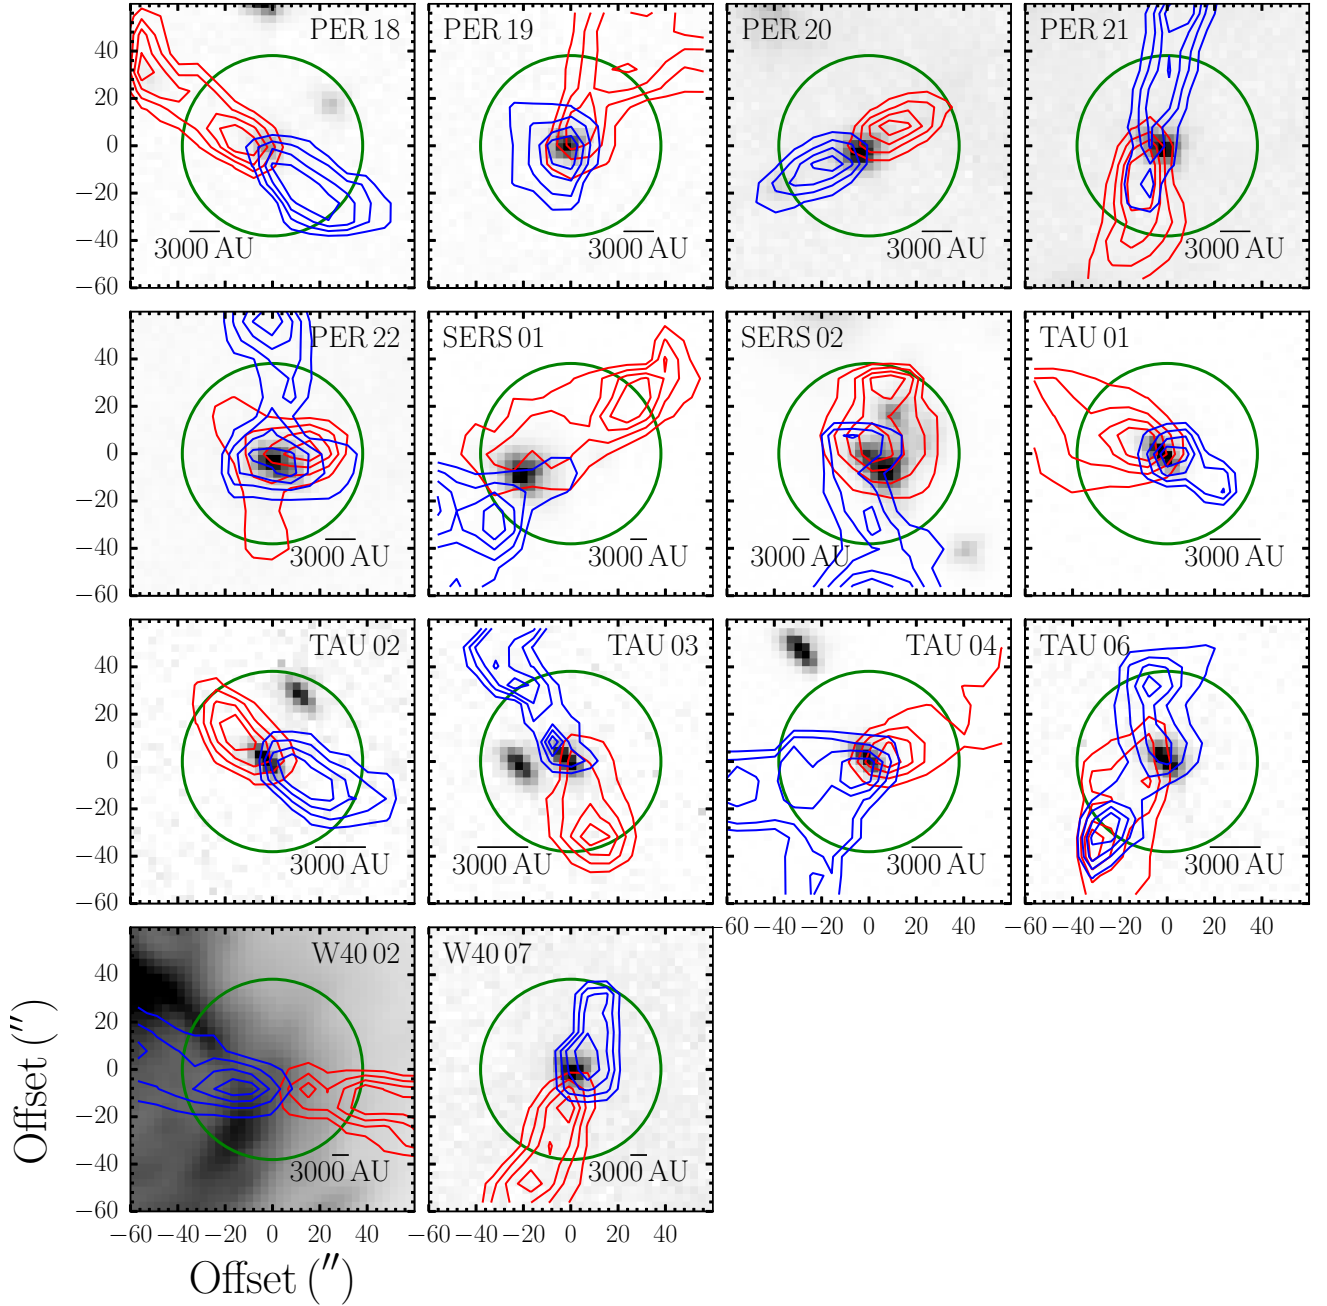 PER 18 PER 19 PER 20 PER 21
40
20
0
−20
−40 3000 AU 3000 AU 3000 AU 3000 AU
−60
PER 22 SERS 01 SERS 02 TAU 01
40
20
0
−20
−40 3000 AU 3000 AU 3000 AU 3000 AU
−60
TAU 02 TAU 03 TAU 04 TAU 06
40
20
0
−20
−40 3000 AU 3000 AU 3000 AU 3000 AU
−60
−60 −40 −20 0 20 40 −60 −40 −20 0 20 40
W40 02 W40 07
40
20
0
−20
−40 3000 AU 3000 AU
−60
−60 −40 −20 0 20 40 −60 −40 −20 0 20 40
Offset (″)
Offset (″)